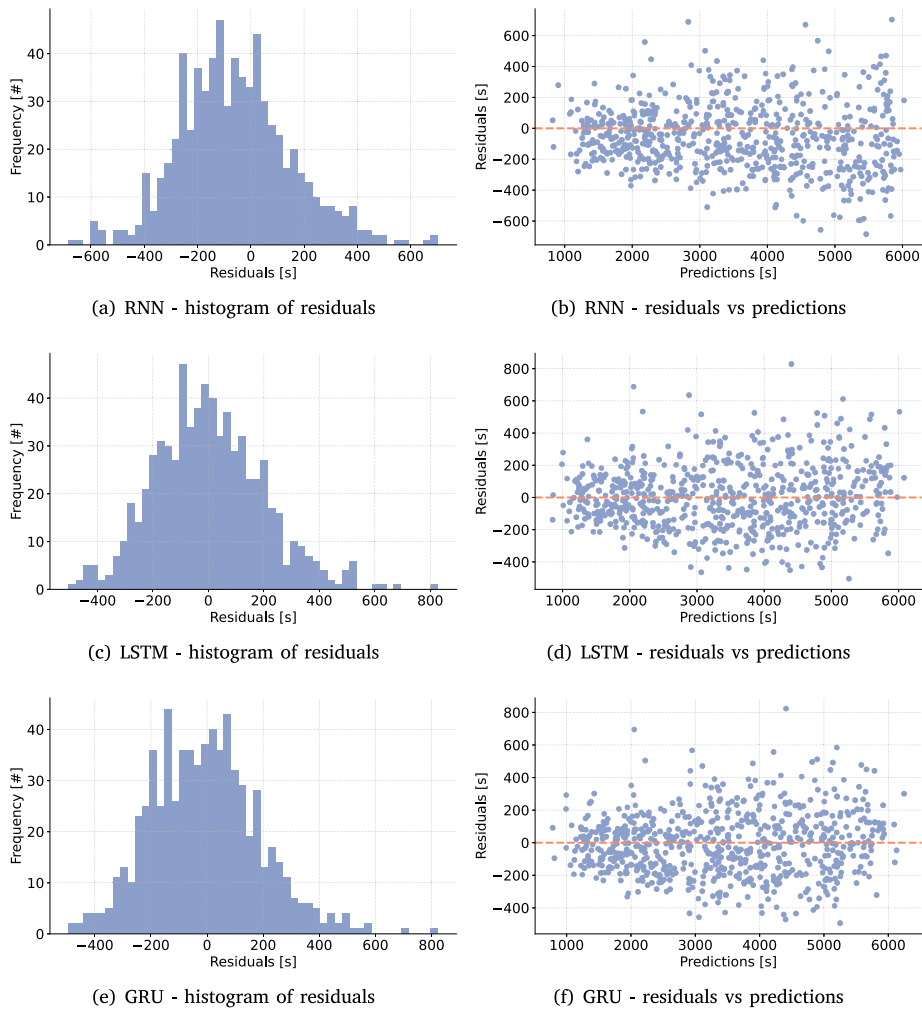 40
30
20
10
0
Frequency [#]
−600 −400 −200 0 200 400 600
Residuals [s]
(a) RNN - histogram of residuals
600
400
200
0
−200
−400
−600
Residuals [s]
1000 2000 3000 4000 5000 6000
Predictions [s]
(b) RNN - residuals vs predictions
40
30
20
10
0
Frequency [#]
−400 −200 0 200 400 600 800
Residuals [s]
(c) LSTM - histogram of residuals
800
600
400
200
0
−200
−400
Residuals [s]
1000 2000 3000 4000 5000 6000
Predictions [s]
(d) LSTM - residuals vs predictions
40
30
20
10
0
Frequency [#]
−400 −200 0 200 400 600 800
Residuals [s]
(e) GRU - histogram of residuals
800
600
400
200
0
−200
−400
Residuals [s]
1000 2000 3000 4000 5000 6000
Predictions [s]
(f) GRU - residuals vs predictions